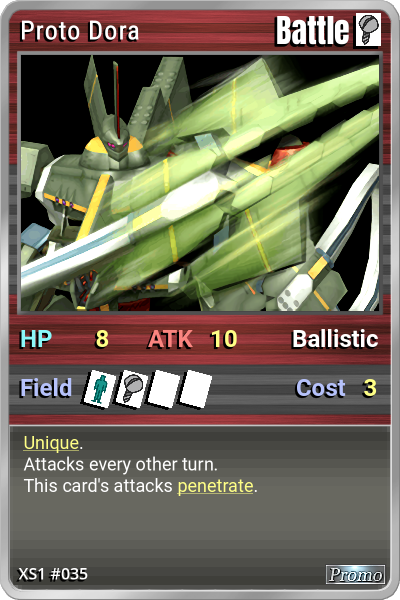 Proto Dora Battle
HP 8 ATK 10 Ballistic
Field Cost 3
Unique.
Attacks every other turn.
This card's attacks penetrate.
XS1 #035 Promo